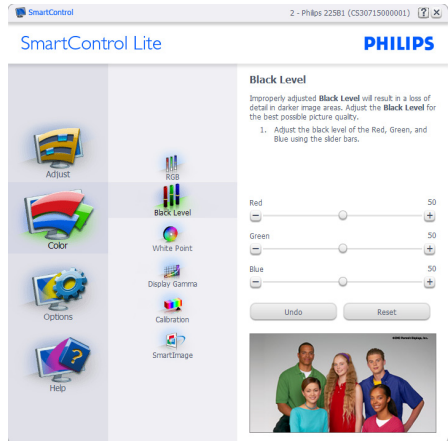 SmartControl
2 - Philips 225B1 (CS30715000001)
SmartControl Lite
PHILIPS
Adjust
Color
Options
Help
RGB
Black Level
White Point
Display Gamma
Calibration
SmartImage
Black Level
Improperly adjusted Black Level will result in a loss of
detail in darker image areas. Adjust the Black Level for
the best possible picture quality.
1. Adjust the black level of the Red, Green, and
Blue using the slider bars.
Red 50
Green 50
Blue 50
Undo Reset